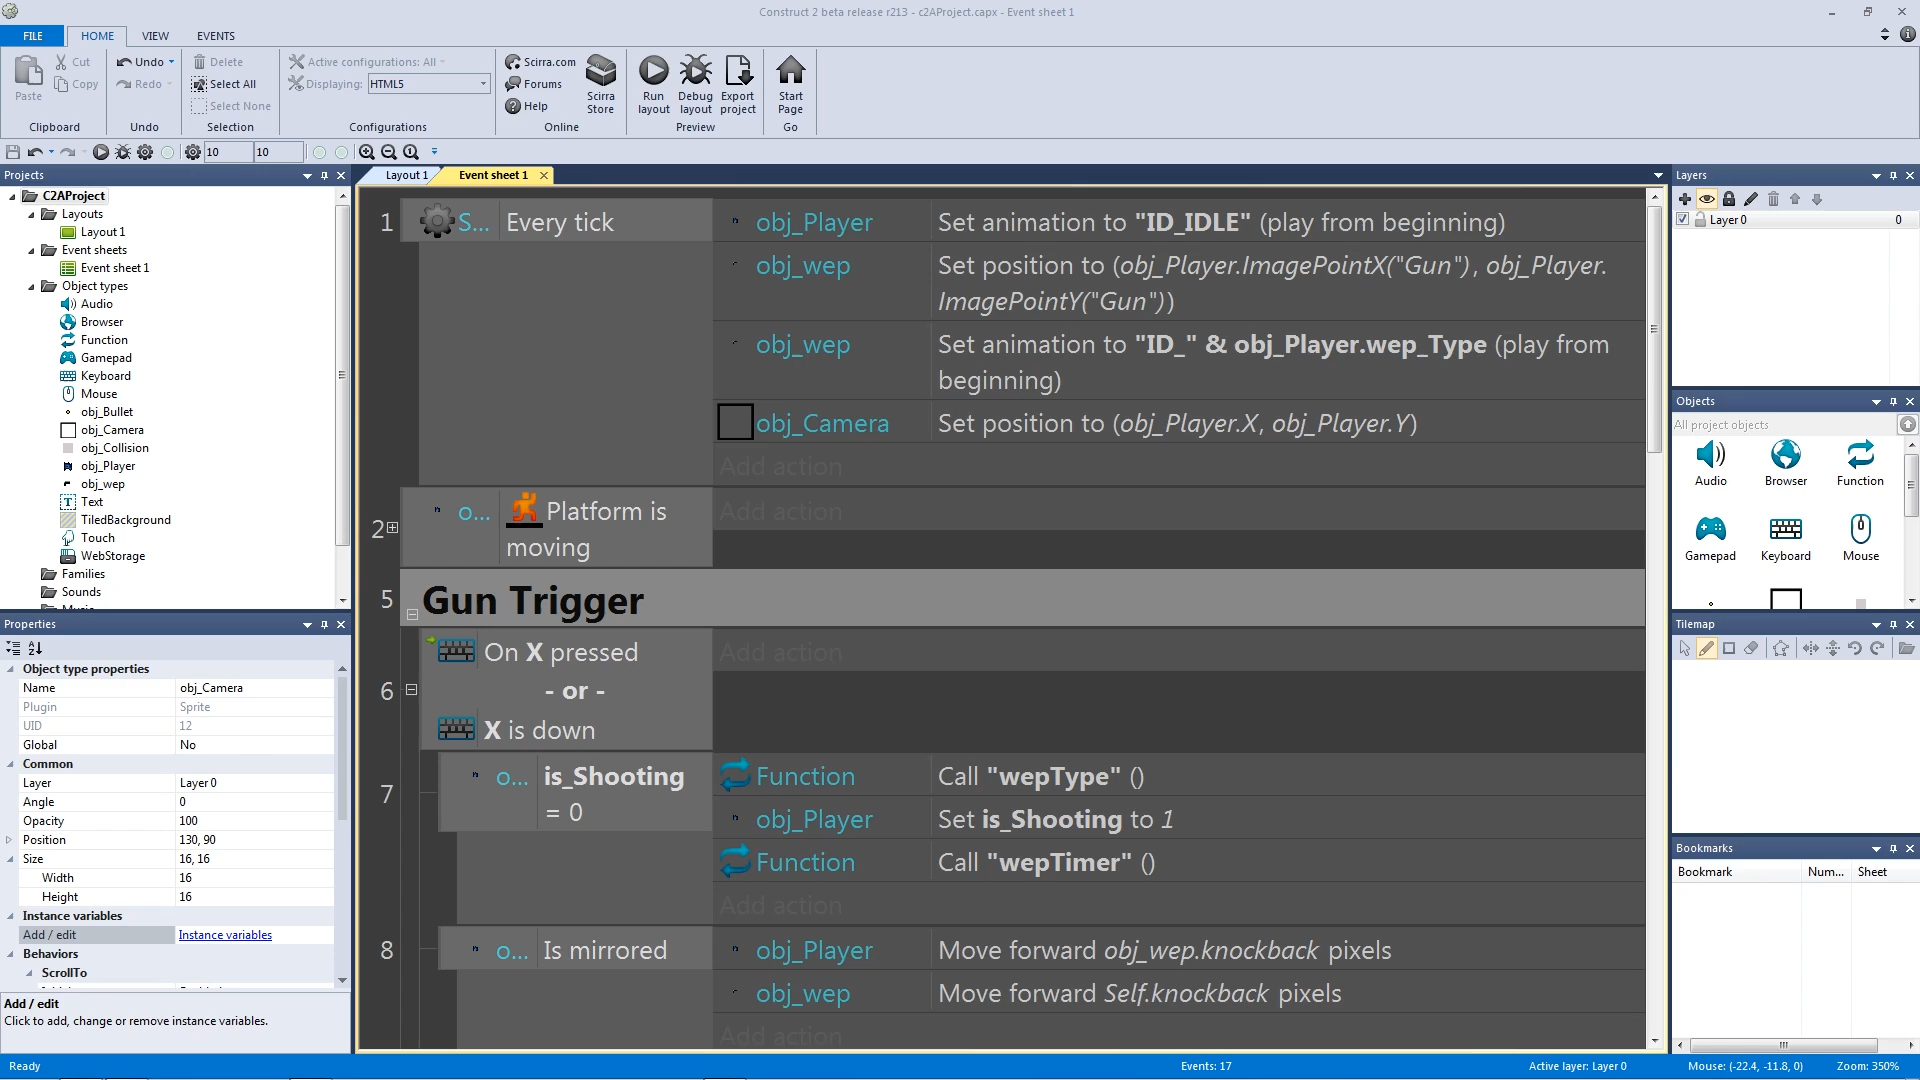 Construct 2 beta release r213 - c2AProject.capx - Event sheet 1
FILE HOME VIEW EVENTS
Paste
Cut
Copy
Clipboard
Undo
Redo
Undo
Delete
Select All
Select None
Selection
Active configurations: All
Displaying: HTML5
Configurations
Scirra.com
Forums
Help
Scirra Store
Online
Run layout
Debug layout
Export project
Preview
Start Page
Go
10 10
Projects
C2AProject
Layouts
Layout 1
Event sheets
Event sheet 1
Object types
Audio
Browser
Function
Gamepad
Keyboard
Mouse
obj_Bullet
obj_Camera
obj_Collision
obj_Player
obj_wep
Text
TiledBackground
Touch
WebStorage
Families
Sounds
Properties
Object type properties
Name obj_Camera
Plugin Sprite
UID 12
Global No
Common
Layer Layer 0
Angle 0
Opacity 100
Position 130, 90
Size 16, 16
Width 16
Height 16
Instance variables
Add / edit Instance variables
Behaviors
ScrollTo
Add / edit
Click to add, change or remove instance variables.
Layout 1 Event sheet 1
1 S... Every tick obj_Player Set animation to "ID_IDLE" (play from beginning)
obj_wep Set position to (obj_Player.ImagePointX("Gun"), obj_Player.
ImagePointY("Gun"))
obj_wep Set animation to "ID_" & obj_Player.wep_Type (play from
beginning)
obj_Camera Set position to (obj_Player.X, obj_Player.Y)
Add action
2 o... Platform is Add action
moving
5 Gun Trigger
On X pressed Add action
6 - or -
X is down
7 o... is_Shooting Function Call "wepType" ()
= 0 obj_Player Set is_Shooting to 1
Function Call "wepTimer" ()
Add action
8 o... Is mirrored obj_Player Move forward obj_wep.knockback pixels
obj_wep Move forward Self.knockback pixels
Add action
Layers
Layer 0 0
Objects
All project objects
Audio Browser Function
Gamepad Keyboard Mouse
Tilemap
Bookmarks
Bookmark Num... Sheet
Ready Events: 17 Active layer: Layer 0 Mouse: (-22.4, -11.8, 0) Zoom: 350%